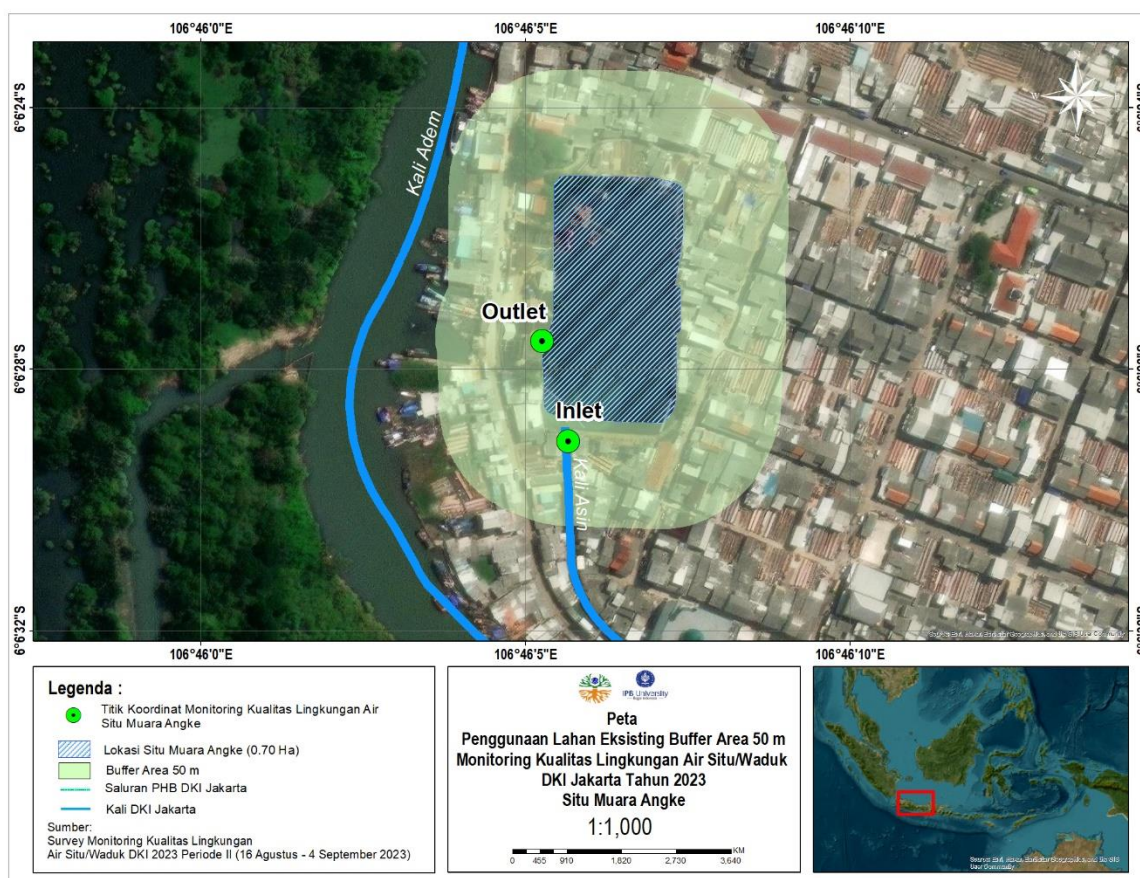 106°46'0"E 106°46'5"E 106°46'10"E
6°6'24"S
6°6'28"S
6°6'32"S
Kali Adem
Outlet
Inlet
Kali Asin
106°46'0"E 106°46'5"E 106°46'10"E
Legenda :
Titik Koordinat Monitoring Kualitas Lingkungan Air
Situ Muara Angke
Lokasi Situ Muara Angke (0.70 Ha)
Buffer Area 50 m
Saluran PHB DKI Jakarta
Kali DKI Jakarta
Sumber:
Survey Monitoring Kualitas Lingkungan
Air Situ/Waduk DKI 2023 Periode II (16 Agustus - 4 September 2023)
IPB University
Peta
Penggunaan Lahan Eksisting Buffer Area 50 m
Monitoring Kualitas Lingkungan Air Situ/Waduk
DKI Jakarta Tahun 2023
Situ Muara Angke
1:1,000
KM
0 455 910 1,820 2,730 3,640